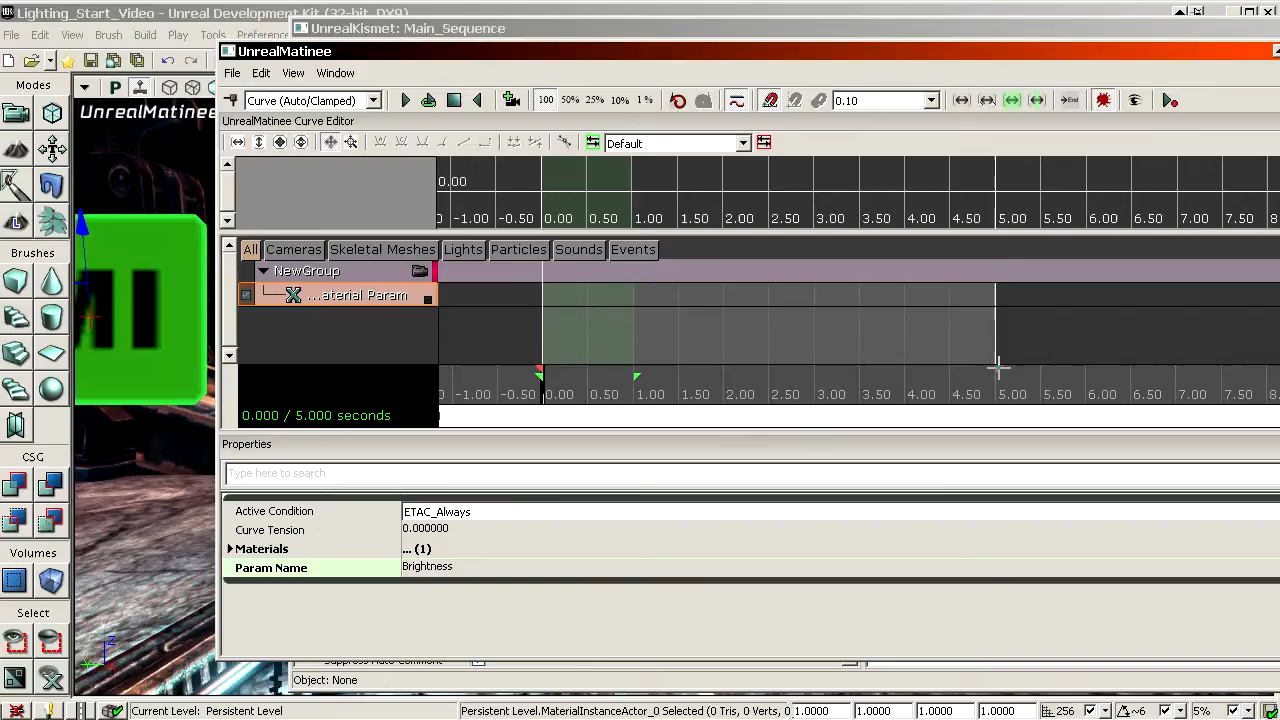 Lighting_Start_Video - Unreal Development Kit (32-bit, DX9)
UnrealKismet: Main_Sequence
File Edit View Brush Build Play Tools Preference
UnrealMatinee
File Edit View Window
Modes
P
Curve (Auto/Clamped) 100 50% 25% 10% 1 % 0.10 End
UnrealMatinee
UnrealMatinee Curve Editor
Default
0.00
-1.00 -0.50 0.00 0.50 1.00 1.50 2.00 2.50 3.00 3.50 4.00 4.50 5.00 5.50 6.00 6.50 7.00 7.50
All Cameras Skeletal Meshes Lights Particles Sounds Events
Brushes
NewGroup
...aterial Param
-1.00 -0.50 0.00 0.50 1.00 1.50 2.00 2.50 3.00 3.50 4.00 4.50 5.00 5.50 6.00 6.50 7.00 7.50
0.000 / 5.000 seconds
Properties
CSG
Type here to search
Active Condition ETAC_Always
Curve Tension 0.000000
Materials ... (1)
Volumes
Param Name Brightness
Select
Z
Object: None
Current Level: Persistent Level Persistent Level.MaterialInstanceActor_0 Selected (0 Tris, 0 Verts, 0 1.0000 1.0000 1.0000 1.0000 256 6 5%